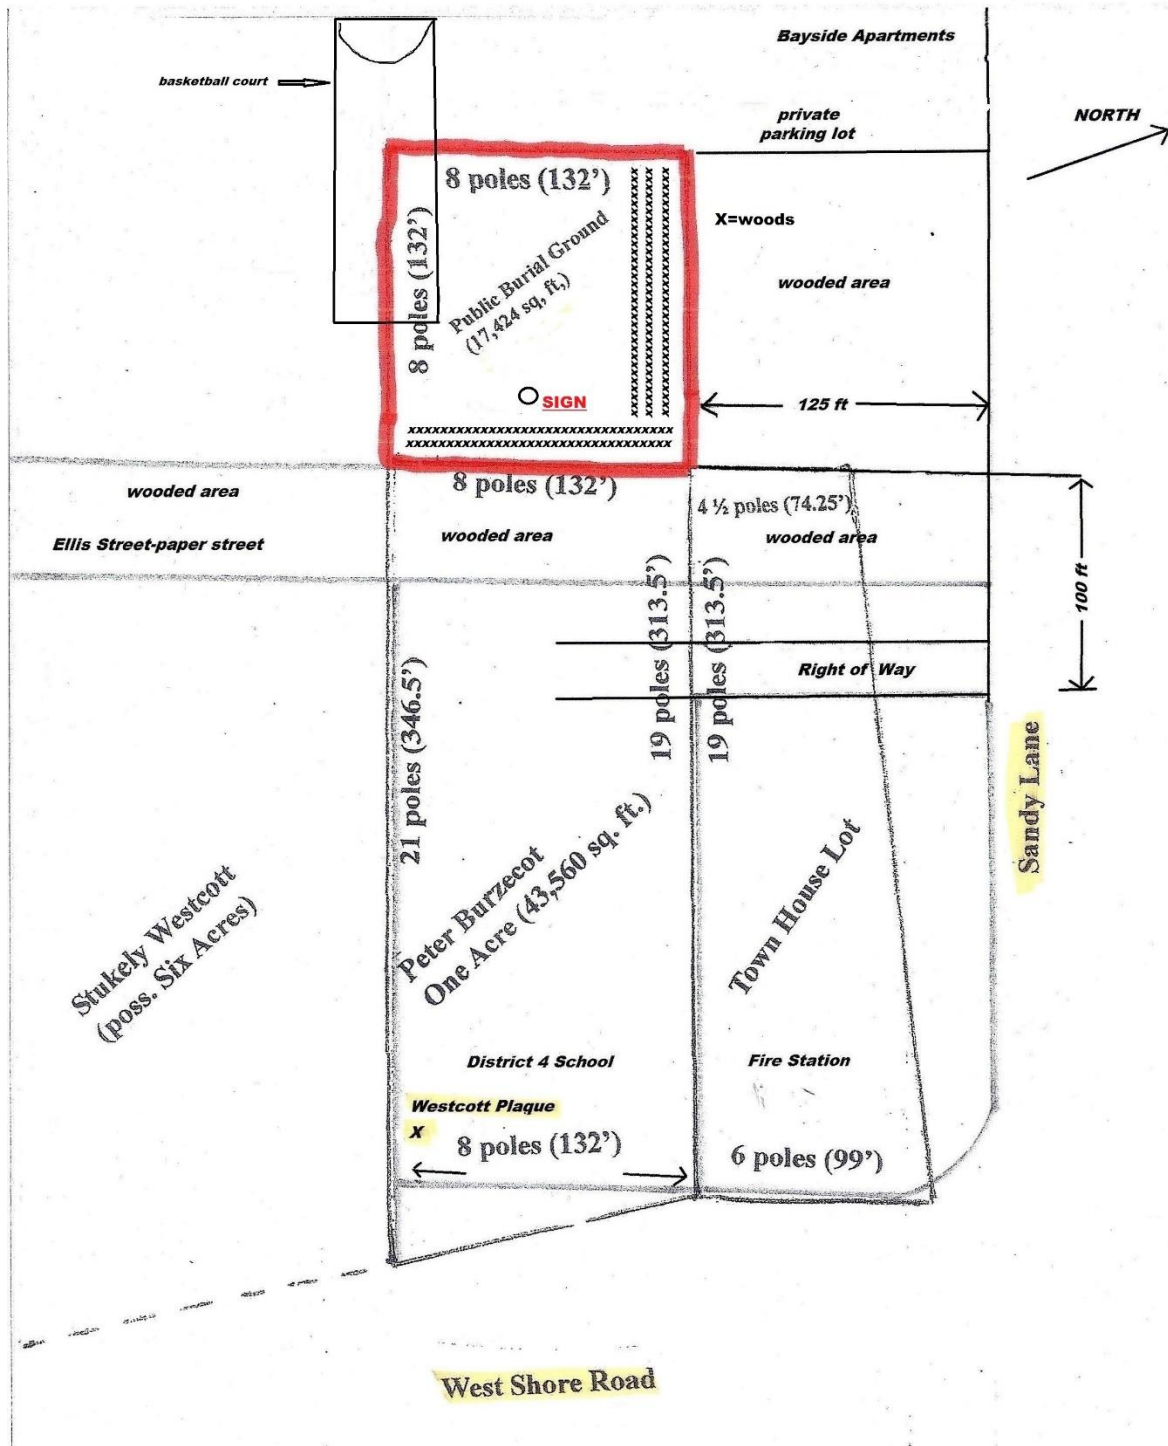 Bayside Apartments
basketball court
private
parking lot
NORTH
8 poles (132')
8 poles (132')
Public Burial Ground
(17,424 sq, ft,)
xxxxxxxxxxxxxxxxxxxxxxxxxxxxxx
xxxxxxxxxxxxxxxxxxxxxxxxxxxxxx
xxxxxxxxxxxxxxxxxxxxxxxxxxxxxx
X=woods
wooded area
SIGN
125 ft
xxxxxxxxxxxxxxxxxxxxxxxxxxxxxxxxx
xxxxxxxxxxxxxxxxxxxxxxxxxxxxxxxxx
8 poles (132')
wooded area
4 ½ poles (74.25')
Ellis Street-paper street
wooded area
wooded area
100 ft
19 poles (313.5')
19 poles (313.5')
Right of Way
21 poles (346.5')
Sandy Lane
Stukely Westcott
(poss. Six Acres)
Peter Burzecot
One Acre (43,560 sq. ft.)
Town House Lot
District 4 School
Fire Station
Westcott Plaque
X
8 poles (132')
6 poles (99')
West Shore Road